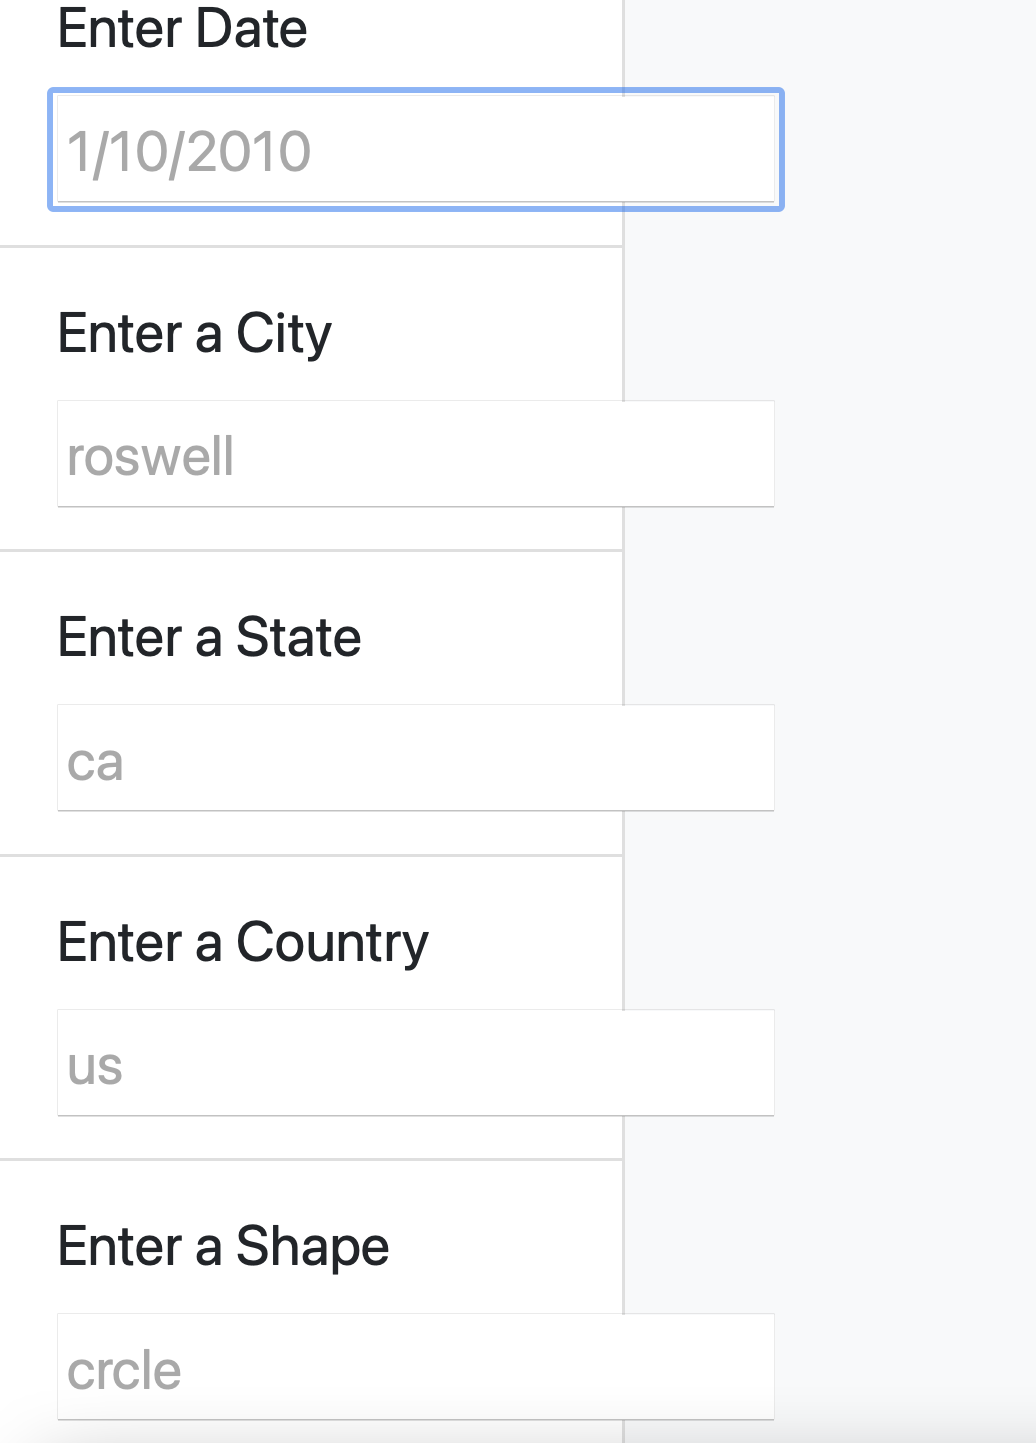 Enter Date
1/10/2010
Enter a City
roswell
Enter a State
ca
Enter a Country
us
Enter a Shape
crcle